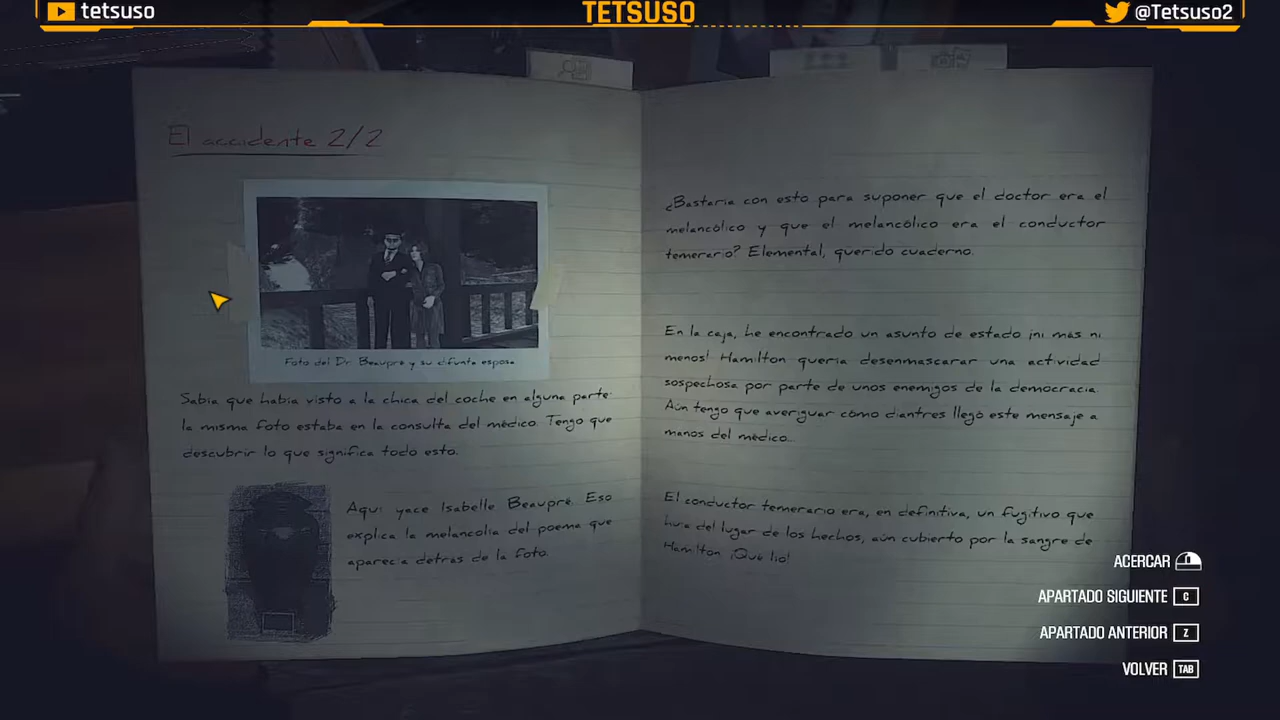 tetsuso
TETSUSO
@Tetsuso2
El accidente 2/2
Foto del Dr. Beaupré y su difunta esposa
Sabía que había visto a la chica del coche en alguna parte:
la misma foto estaba en la consulta del médico. Tengo que
descubrir lo que significa todo esto.
Aquí yace Isabelle Beaupré. Eso
explica la melancolía del poema que
aparecía detrás de la foto.
¿Bastaría con esto para suponer que el doctor era el
melancólico y que el melancólico era el conductor
temerario? Elemental, querido cuaderno.
En la caja, he encontrado un asunto de estado ¡ni más ni
menos! Hamilton quería desenmascarar una actividad
sospechosa por parte de unos enemigos de la democracia.
Aún tengo que averiguar cómo diantres llegó este mensaje a
manos del médico...
El conductor temerario era, en definitiva, un fugitivo que
huía del lugar de los hechos, aún cubierto por la sangre de
Hamilton. ¡Qué lío!
ACERCAR
APARTADO SIGUIENTE C
APARTADO ANTERIOR Z
VOLVER TAB